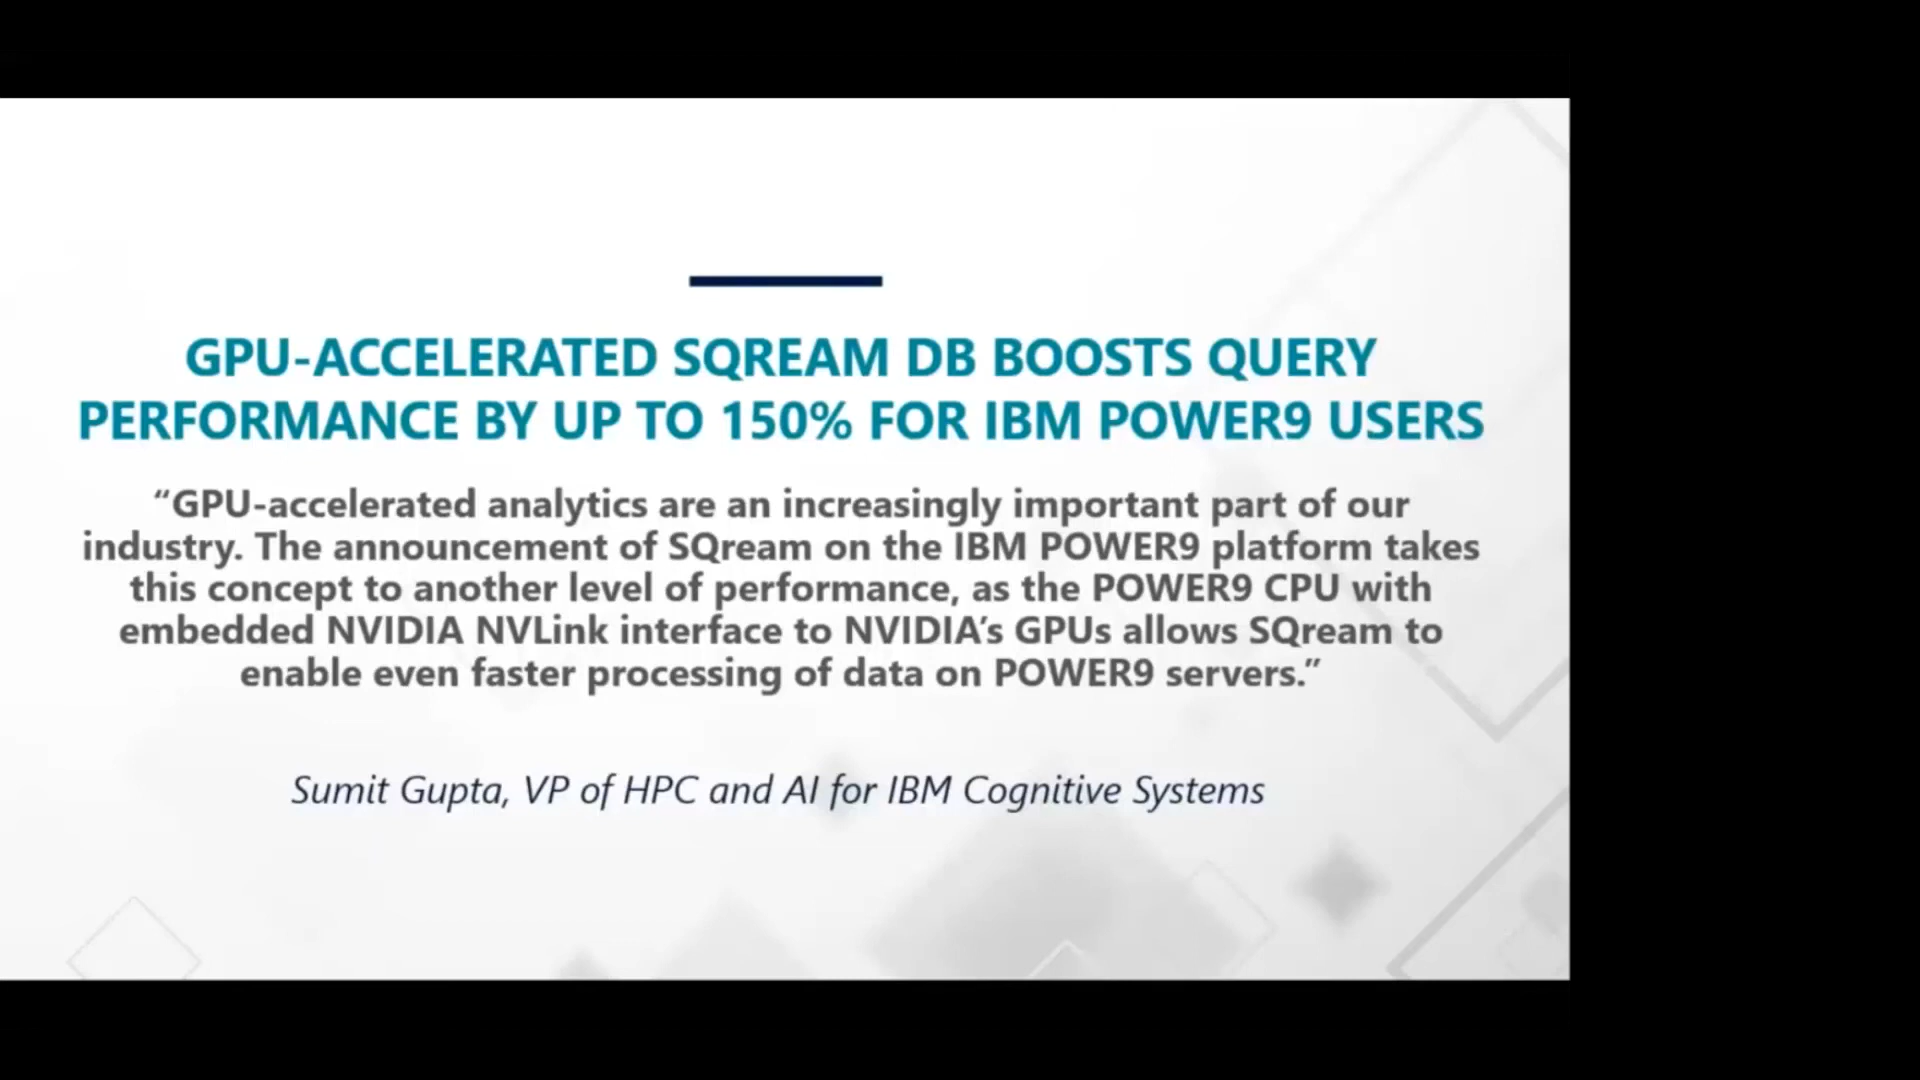 GPU-ACCELERATED SQREAM DB BOOSTS QUERY
PERFORMANCE BY UP TO 150% FOR IBM POWER9 USERS
“GPU-accelerated analytics are an increasingly important part of our
industry. The announcement of SQream on the IBM POWER9 platform takes
this concept to another level of performance, as the POWER9 CPU with
embedded NVIDIA NVLink interface to NVIDIA’s GPUs allows SQream to
enable even faster processing of data on POWER9 servers.”
Sumit Gupta, VP of HPC and AI for IBM Cognitive Systems